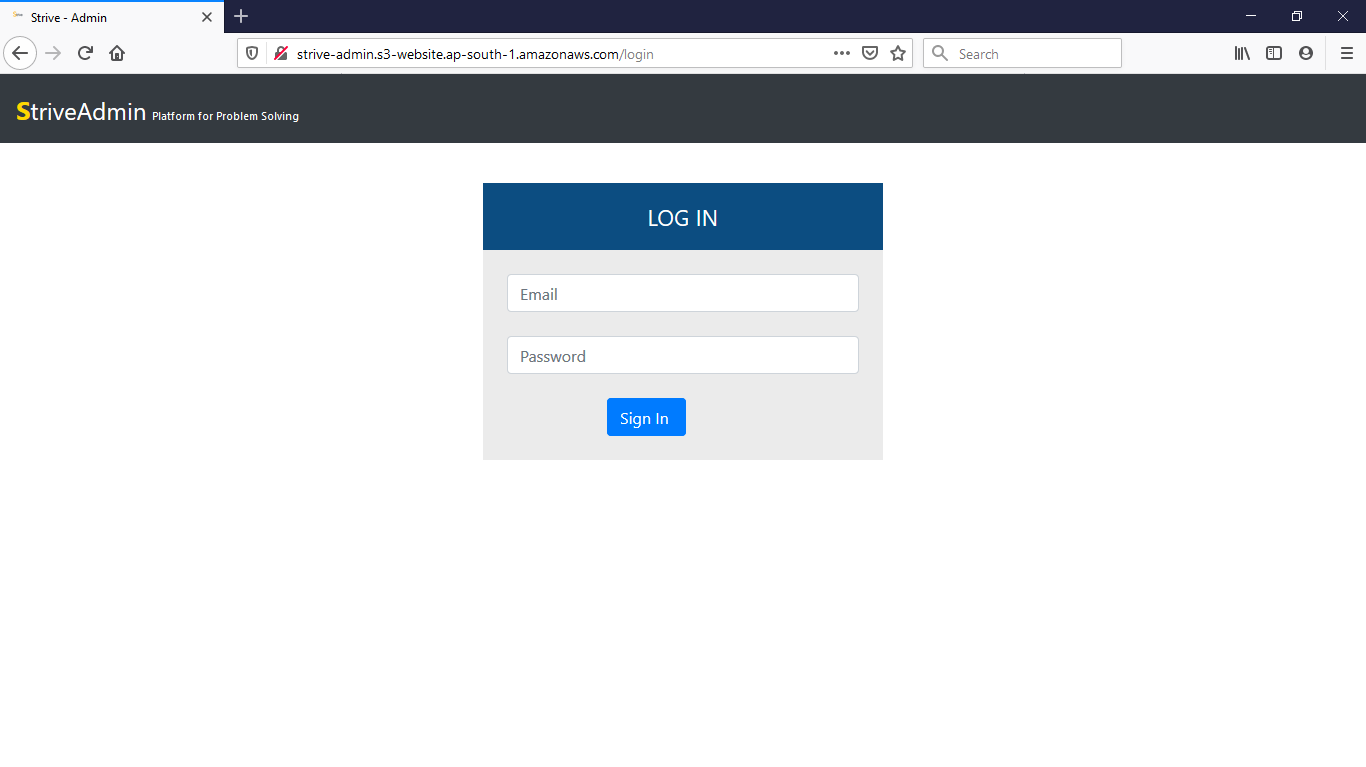 Strive - Admin
strive-admin.s3-website.ap-south-1.amazonaws.com/login
Search
StriveAdmin Platform for Problem Solving
LOG IN
Email
Password
Sign In